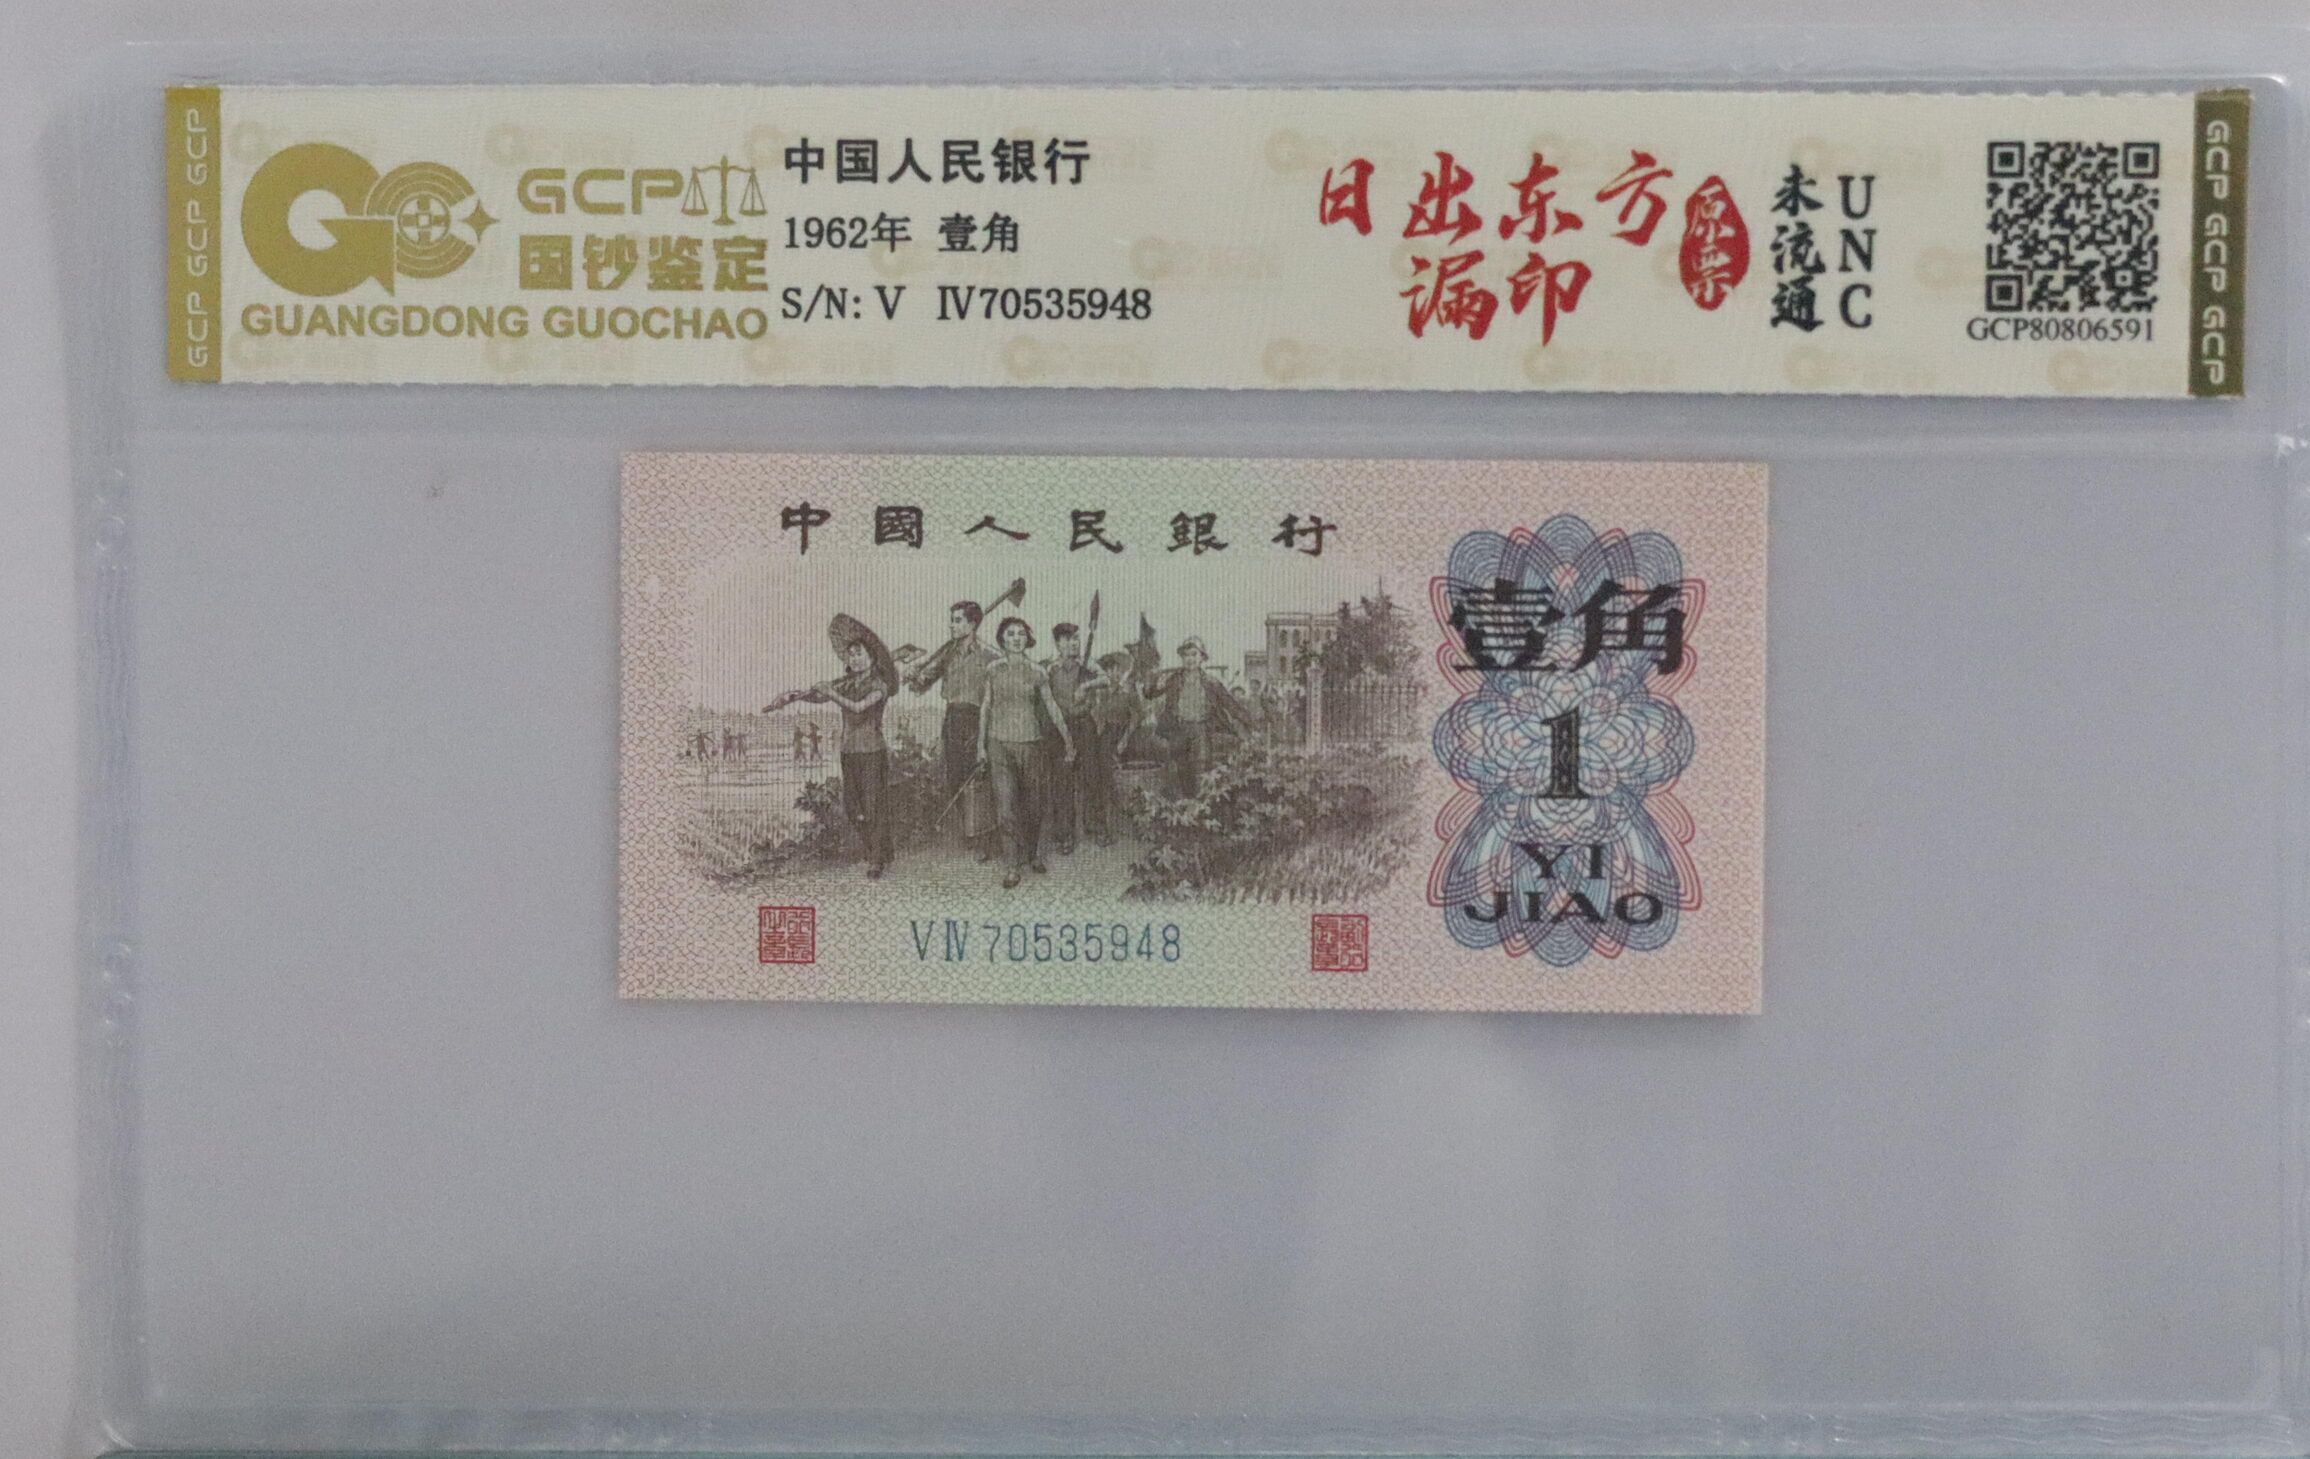 GCP GCP GCP
GCP
国钞鉴定
GUANGDONG GUOCHAO
中国人民银行
1962年 壹角
S/N: V Ⅳ70535948
日出东方
漏印
原票
未流通
UNC
GCP80806591
GCP GCP GCP
中國人民銀行
壹角
1
YI
JIAO
V Ⅳ 70535948